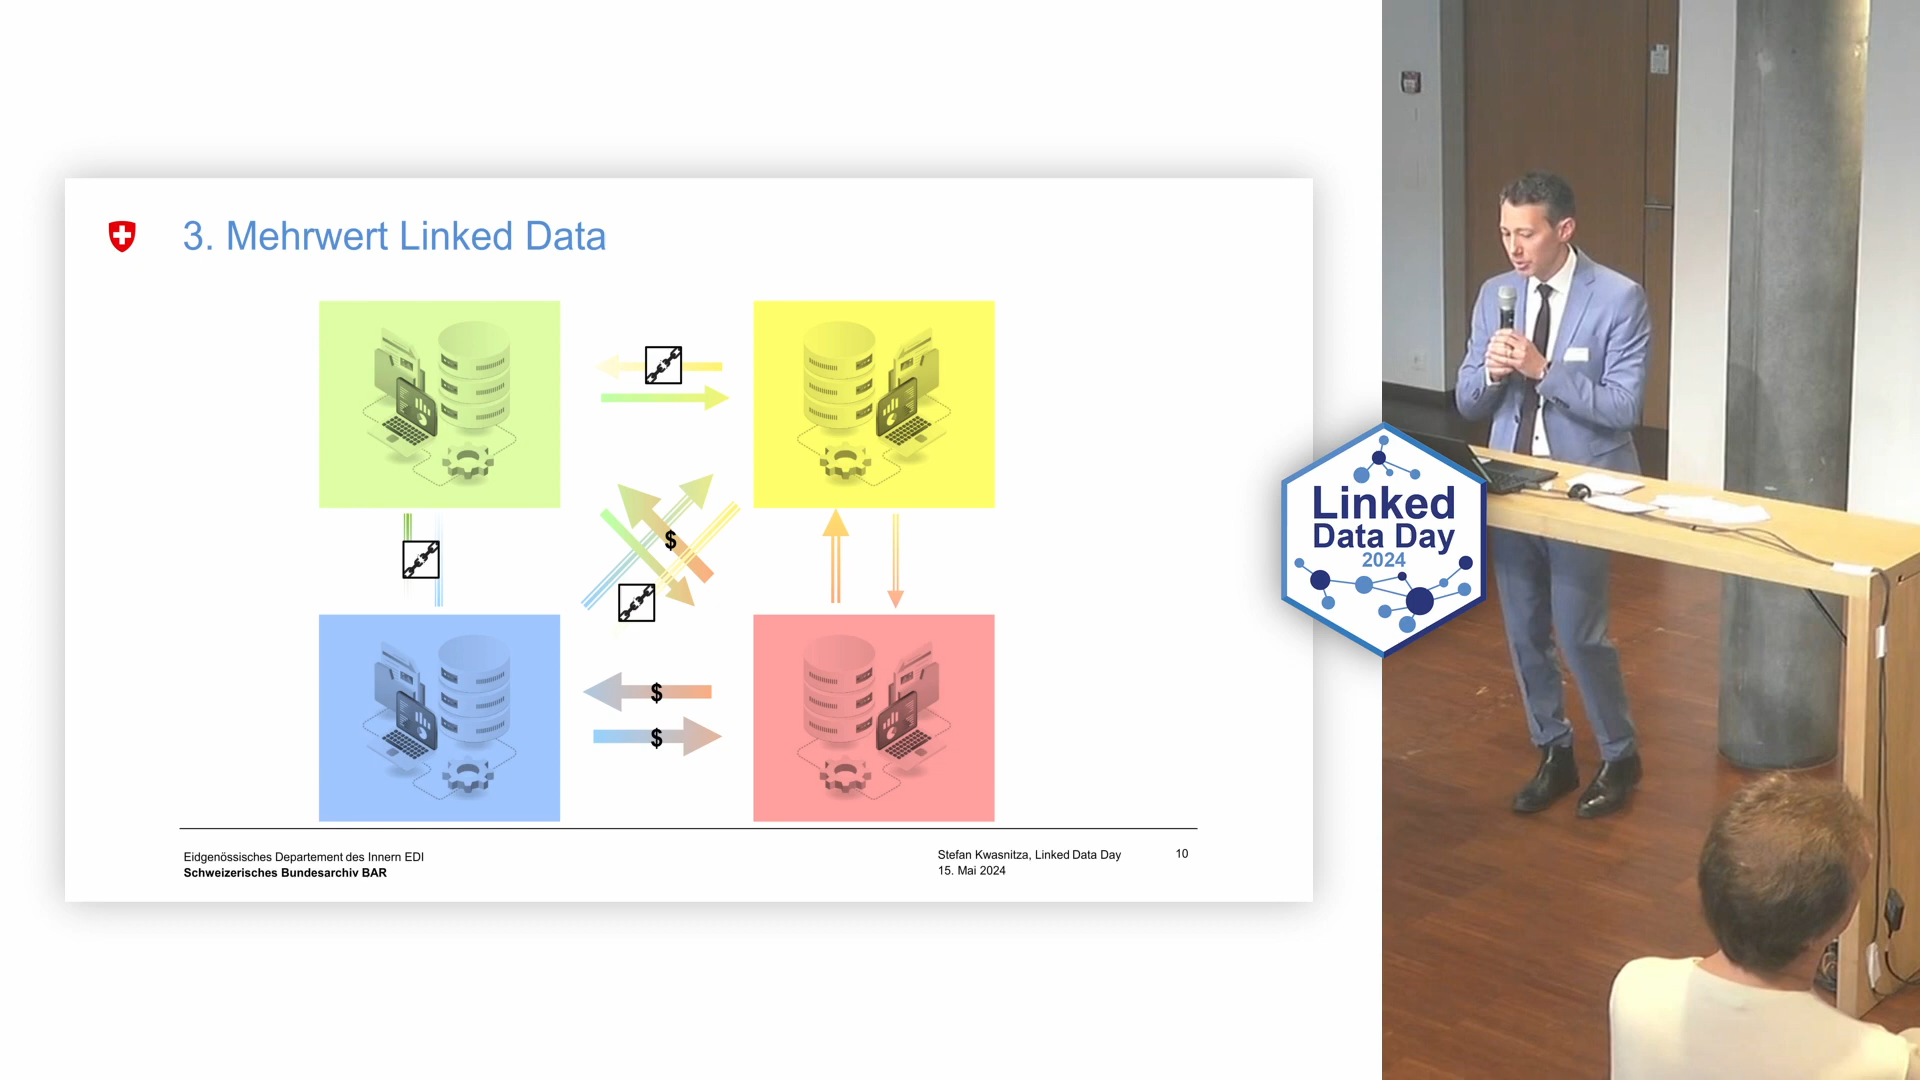 3. Mehrwert Linked Data
$
$
$
Eidgenössisches Departement des Innern EDI
Schweizerisches Bundesarchiv BAR
Stefan Kwasnitza, Linked Data Day
15. Mai 2024
10
Linked
Data Day
2024